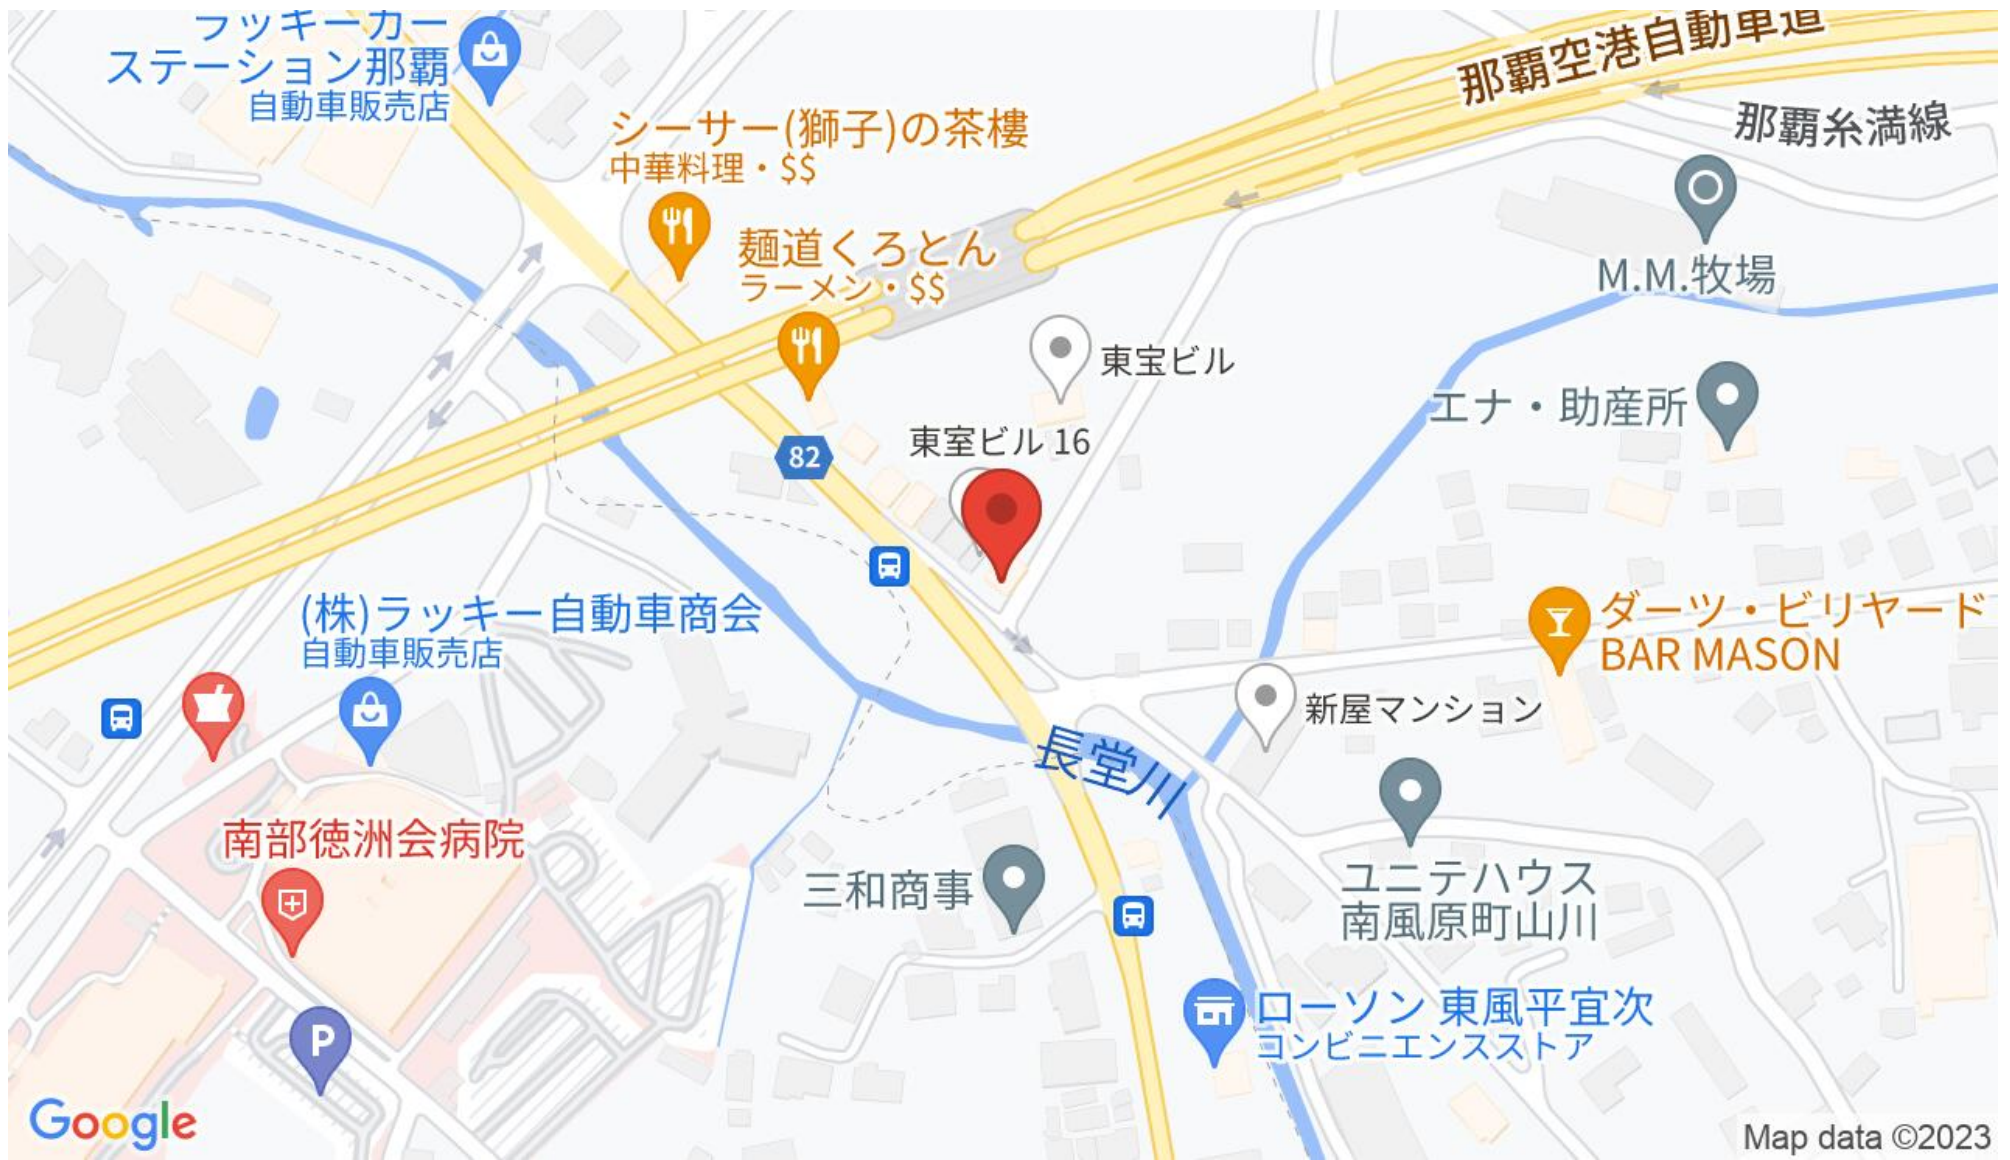 ラッキーカー
ステーション那覇
自動車販売店
那覇空港自動車道
那覇糸満線
シーサー(獅子)の茶樓
中華料理・$$
麺道くろとん
ラーメン・$$
M.M.牧場
東宝ビル
エナ・助産所
東室ビル 16
82
(株)ラッキー自動車商会
自動車販売店
ダーツ・ビリヤード
BAR MASON
新屋マンション
長堂川
南部徳洲会病院
三和商事
ユニテハウス
南風原町山川
ローソン 東風平宜次
コンビニエンスストア
P
Google
Map data ©2023